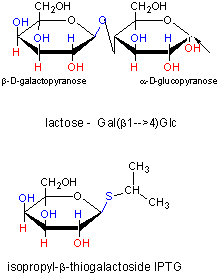 CH₂OH CH₂OH
OH O O O
OH OH OH
H OH H OH
β-D-galactopyranose α-D-glucopyranose
lactose - Gal(β1-->4)Glc
CH₃
CH₂OH
OH O S CH₃
OH
H OH
isopropyl-β-thiogalactoside IPTG